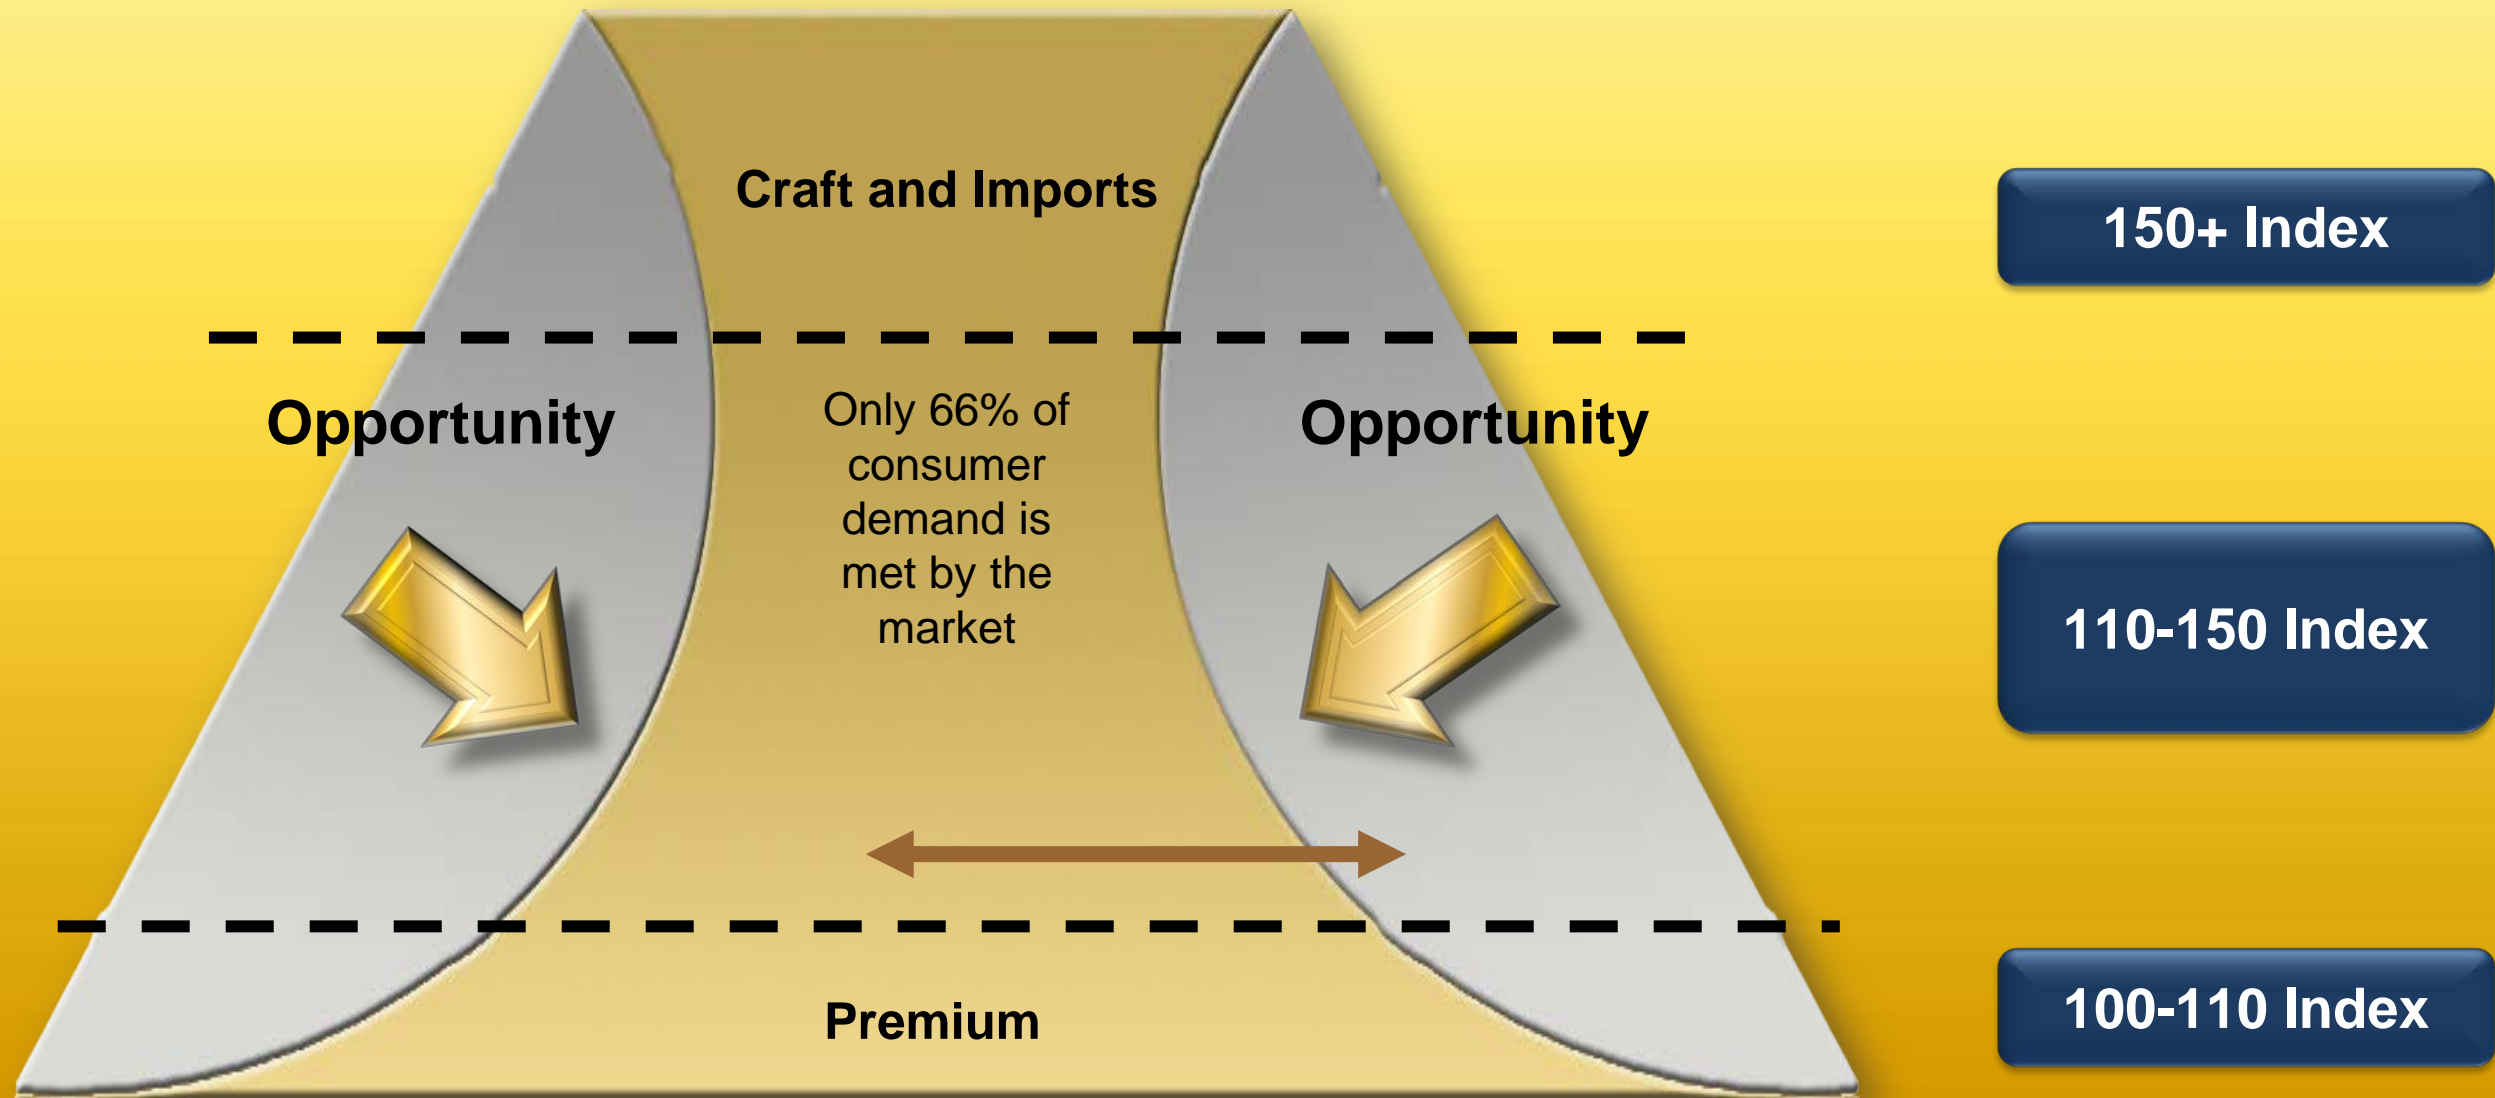 Craft and Imports
150+ Index
Opportunity
Only 66% of
consumer
demand is
met by the
market
Opportunity
110-150 Index
Premium
100-110 Index